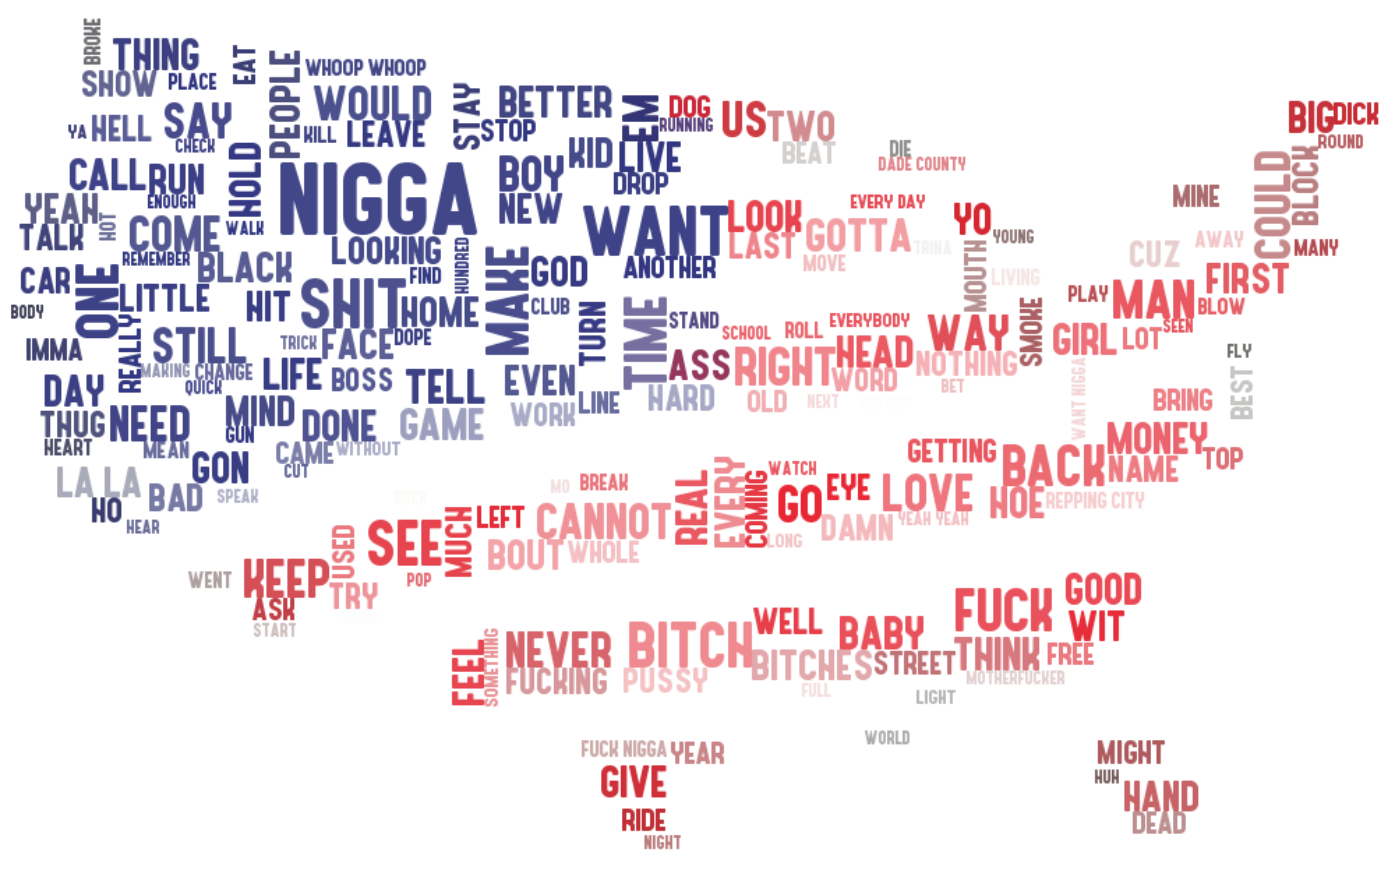 BROKE
THING
SHOW
PLACE
EAT
PEOPLE
WHOOP WHOOP
WOULD
STAY
BETTER
EM
DOG
RUNNING
US
TWO
BEAT
DIE
DADE COUNTY
BIG
DICK
ROUND
YA
HELL
SAY
CHECK
KILL
LEAVE
STOP
KID
LIVE
DROP
CALL
RUN
ENOUGH
HOLD
NIGGA
BOY
NEW
WANT
LOOK
LAST
EVERY DAY
GOTTA
MOVE
TRINA
YO
YOUNG
MOUTH
LIVING
MINE
CUZ
AWAY
COULD
BLOCK
MANY
YEAH
HOT
TALK
COME
WALK
REMEMBER
BLACK
LOOKING
FIND
HUNDRED
MAKE
GOD
ANOTHER
CLUB
CAR
ONE
LITTLE
BODY
HIT
SHIT
HOME
DOPE
TURN
TIME
STAND
SCHOOL
ROLL
EVERYBODY
WAY
SMOKE
PLAY
MAN
FIRST
BLOW
SEEN
GIRL
LOT
IMMA
REALLY
STILL
TRICK
FACE
ASS
RIGHT
HEAD
WORD
NOTHING
BET
FLY
BEST
WANT NIGGA
MAKING
CHANGE
QUICK
LIFE
BOSS
TELL
EVEN
WORK
LINE
HARD
OLD
NEXT
BRING
DAY
THUG
NEED
HEART
MEAN
MIND
GUN
DONE
GAME
CAME
WITHOUT
CUT
GETTING
BACK
MONEY
NAME
TOP
LA LA
GON
HO
BAD
SPEAK
HEAR
MO
BREAK
REAL
EVERY
COMING
WATCH
GO
EYE
LOVE
HOE
REPPING CITY
DAMN
YEAH YEAH
LONG
USED
SEE
MUCH
LEFT
CANNOT
BOUT
WHOLE
POP
WENT
KEEP
ASK
START
TRY
FEEL
SOMETHING
NEVER
FUCKING
BITCH
PUSSY
WELL
BABY
BITCHES
STREET
FULL
FUCK
GOOD
WIT
THINK
FREE
MOTHERFUCKER
LIGHT
WORLD
FUCK NIGGA
YEAR
GIVE
RIDE
NIGHT
MIGHT
HUH
HAND
DEAD